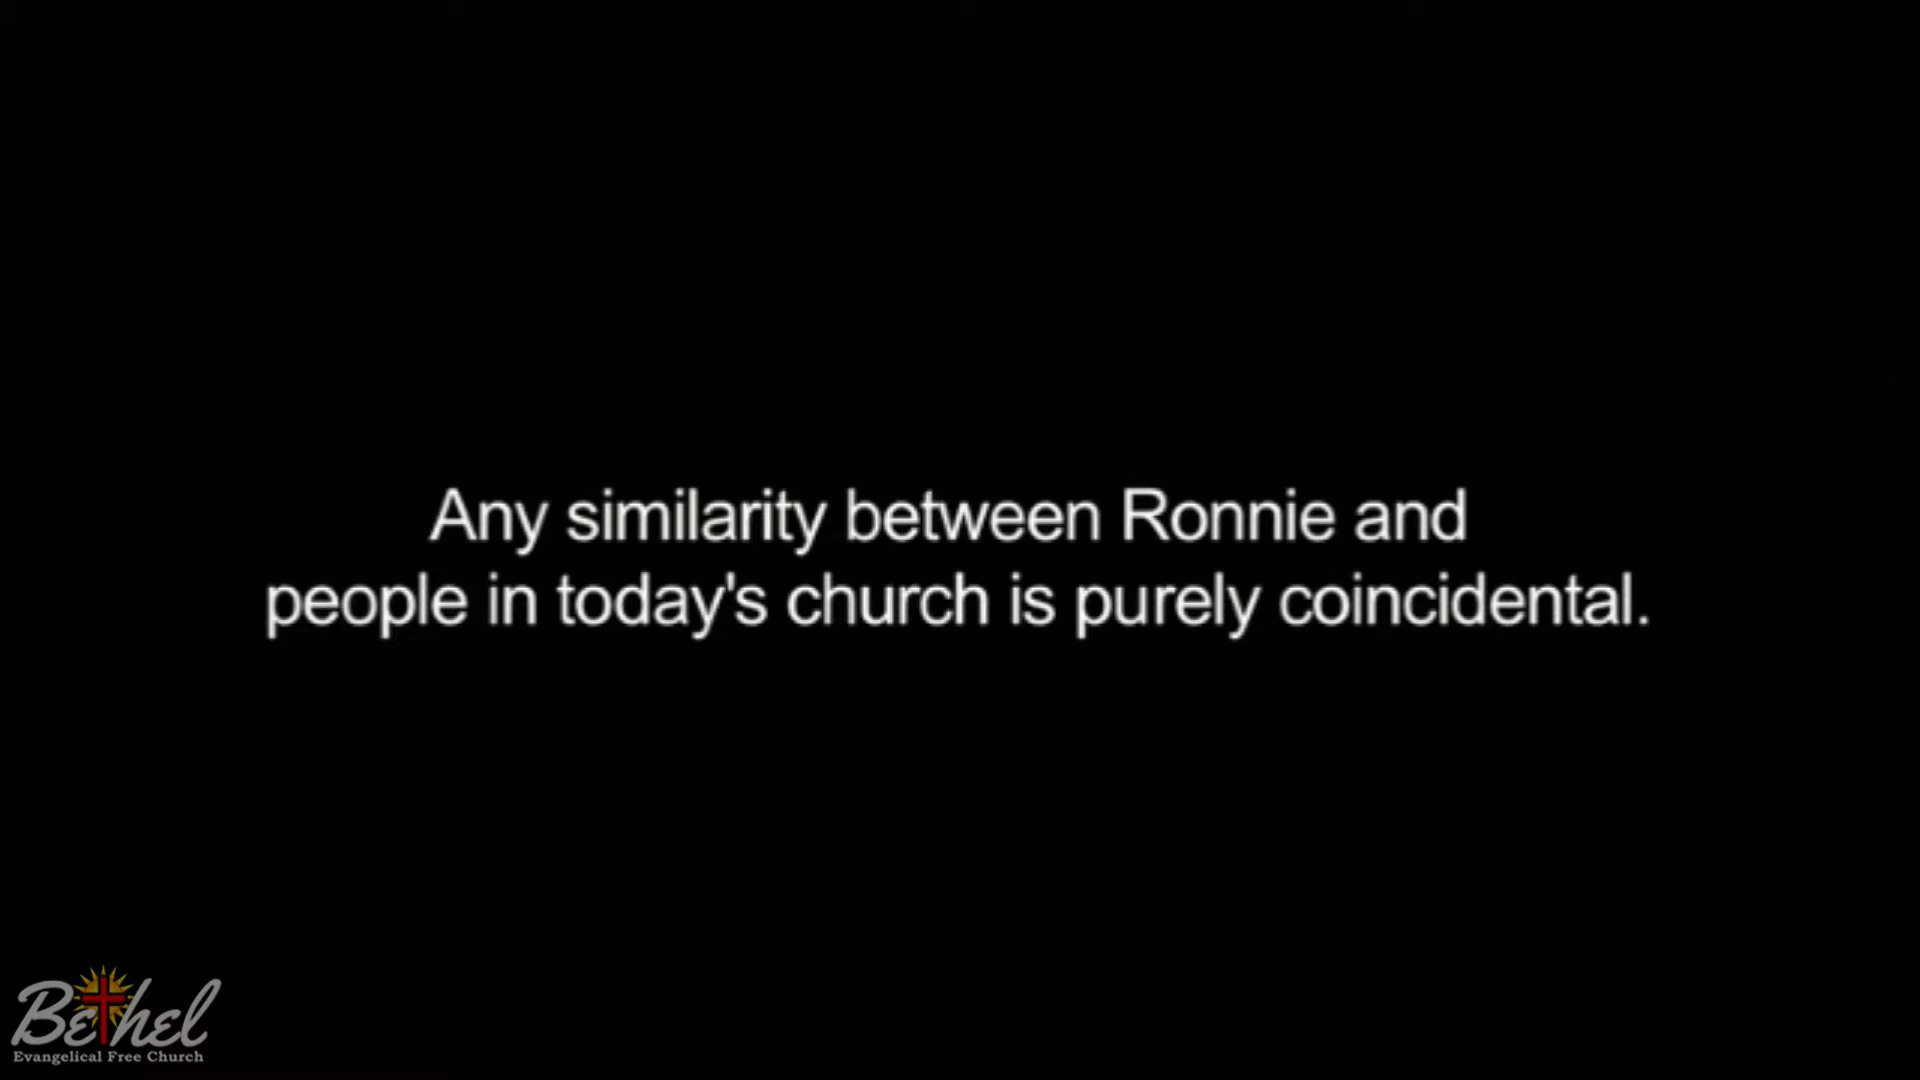 Any similarity between Ronnie and
people in today's church is purely coincidental.
Bethel
Evangelical Free Church